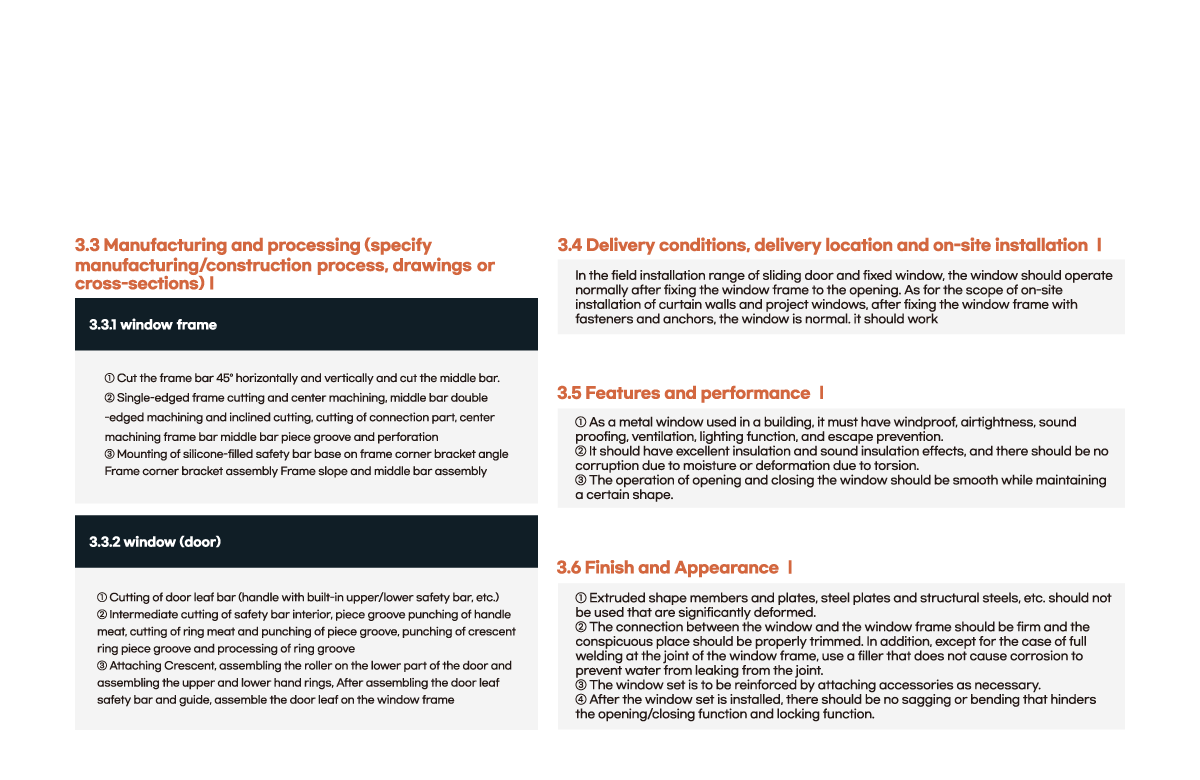 3.3 Manufacturing and processing (specify
manufacturing/construction process, drawings or
cross-sections) |
3.3.1 window frame
① Cut the frame bar 45° horizontally and vertically and cut the middle bar.
② Single-edged frame cutting and center machining, middle bar double
-edged machining and inclined cutting, cutting of connection part, center
machining frame bar middle bar piece groove and perforation
③ Mounting of silicone-filled safety bar base on frame corner bracket angle
Frame corner bracket assembly Frame slope and middle bar assembly
3.3.2 window (door)
① Cutting of door leaf bar (handle with built-in upper/lower safety bar, etc.)
② Intermediate cutting of safety bar interior, piece groove punching of handle
meat, cutting of ring meat and punching of piece groove, punching of crescent
ring piece groove and processing of ring groove
③ Attaching Crescent, assembling the roller on the lower part of the door and
assembling the upper and lower hand rings, After assembling the door leaf
safety bar and guide, assemble the door leaf on the window frame
3.4 Delivery conditions, delivery location and on-site installation |
In the field installation range of sliding door and fixed window, the window should operate
normally after fixing the window frame to the opening. As for the scope of on-site
installation of curtain walls and project windows, after fixing the window frame with
fasteners and anchors, the window is normal. it should work
3.5 Features and performance |
① As a metal window used in a building, it must have windproof, airtightness, sound
proofing, ventilation, lighting function, and escape prevention.
② It should have excellent insulation and sound insulation effects, and there should be no
corruption due to moisture or deformation due to torsion.
③ The operation of opening and closing the window should be smooth while maintaining
a certain shape.
3.6 Finish and Appearance |
① Extruded shape members and plates, steel plates and structural steels, etc. should not
be used that are significantly deformed.
② The connection between the window and the window frame should be firm and the
conspicuous place should be properly trimmed. In addition, except for the case of full
welding at the joint of the window frame, use a filler that does not cause corrosion to
prevent water from leaking from the joint.
③ The window set is to be reinforced by attaching accessories as necessary.
④ After the window set is installed, there should be no sagging or bending that hinders
the opening/closing function and locking function.